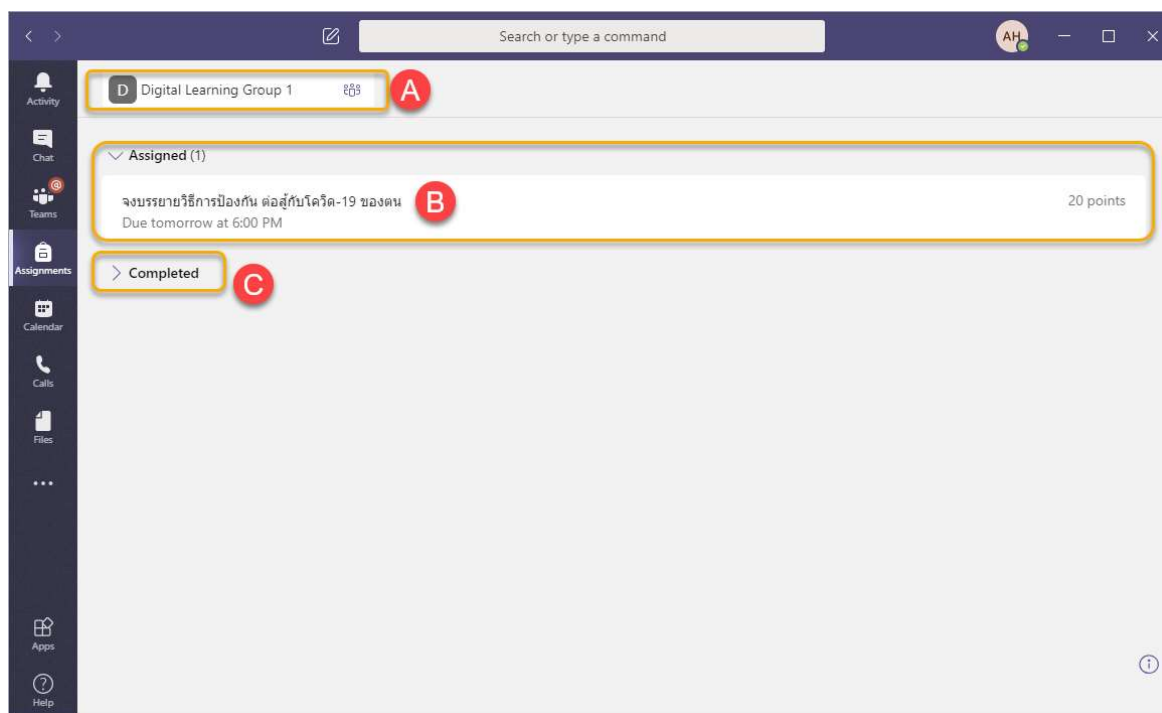 Search or type a command
AH
Activity
Chat
Teams
Assignments
Calendar
Calls
Files
Apps
Help
D Digital Learning Group 1
A
Assigned (1)
จงบรรยายวิธีการป้องกัน ต่อสู้กับโควิด-19 ของตน
B
20 points
Due tomorrow at 6:00 PM
Completed
C